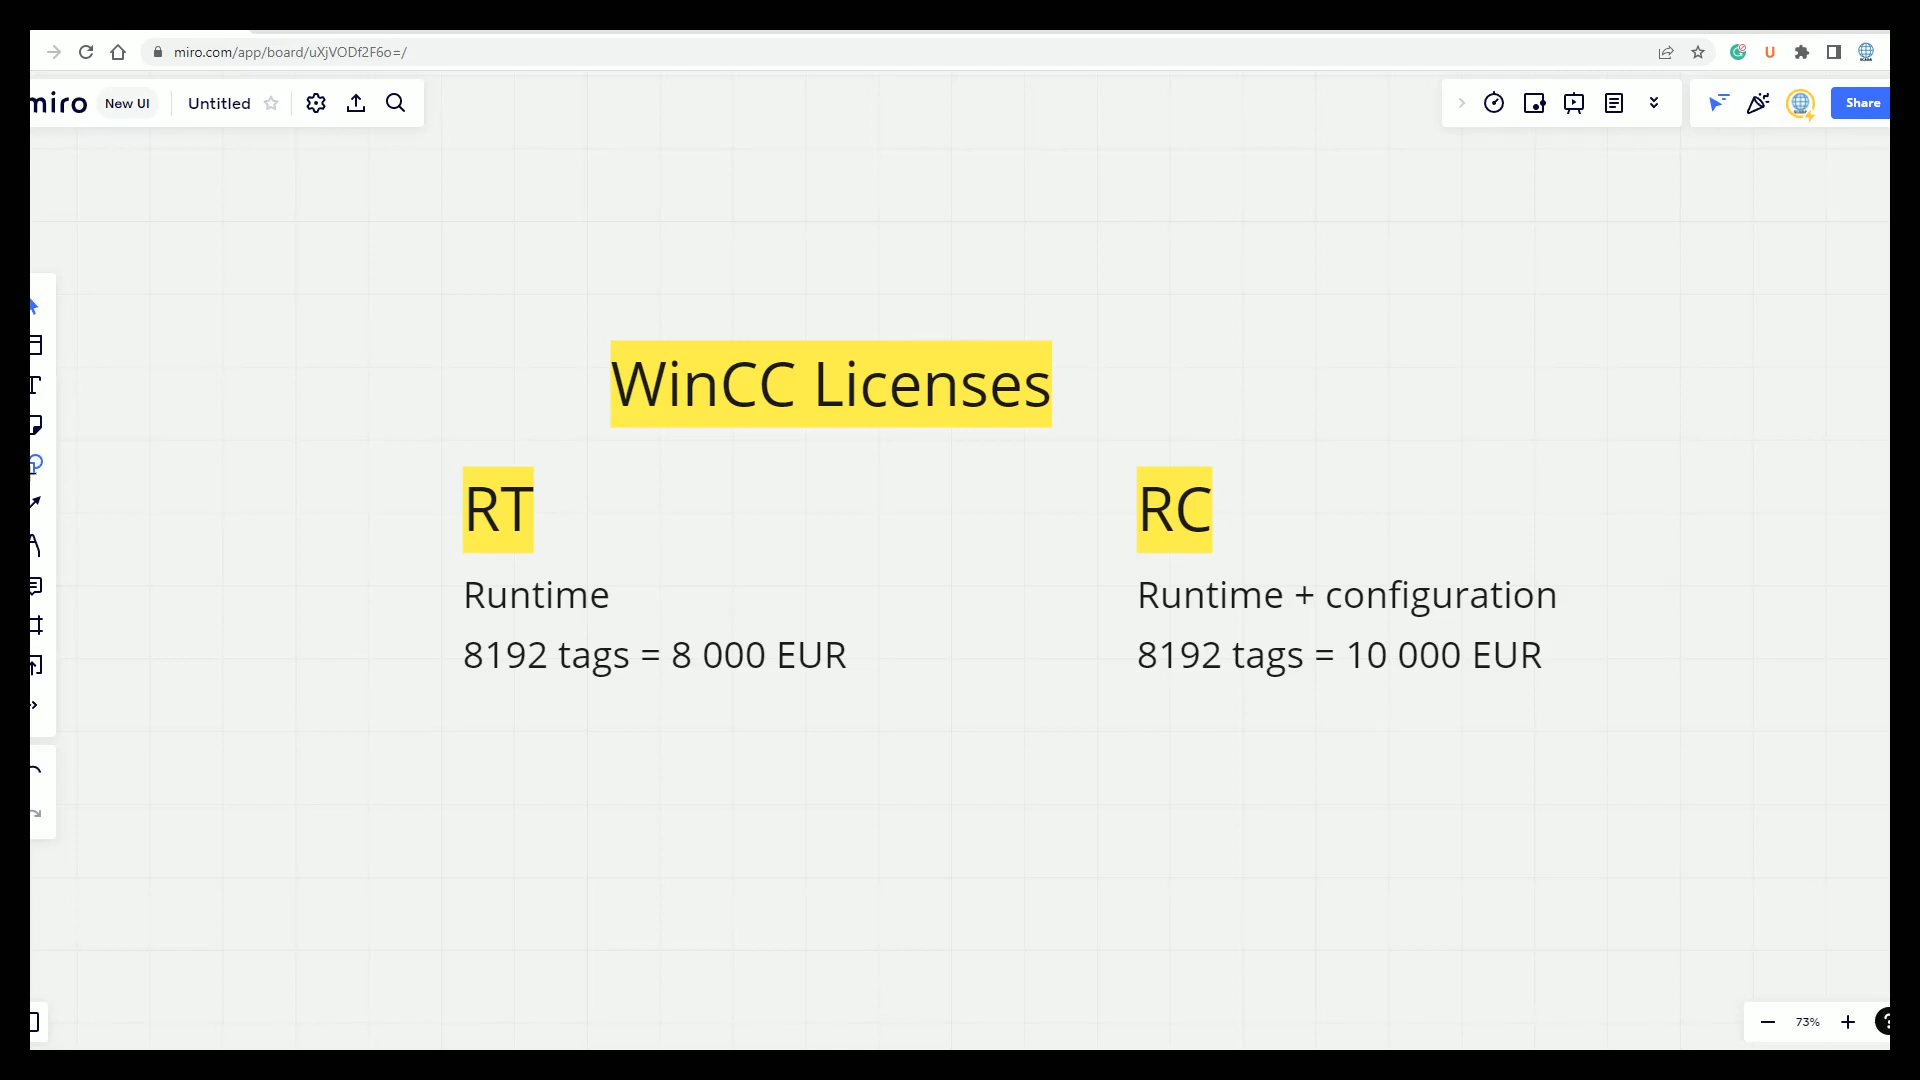 miro.com/app/board/uXjVODf2F6o=/
miro New UI Untitled Share
WinCC Licenses
RT
Runtime
8192 tags = 8 000 EUR
RC
Runtime + configuration
8192 tags = 10 000 EUR
73%